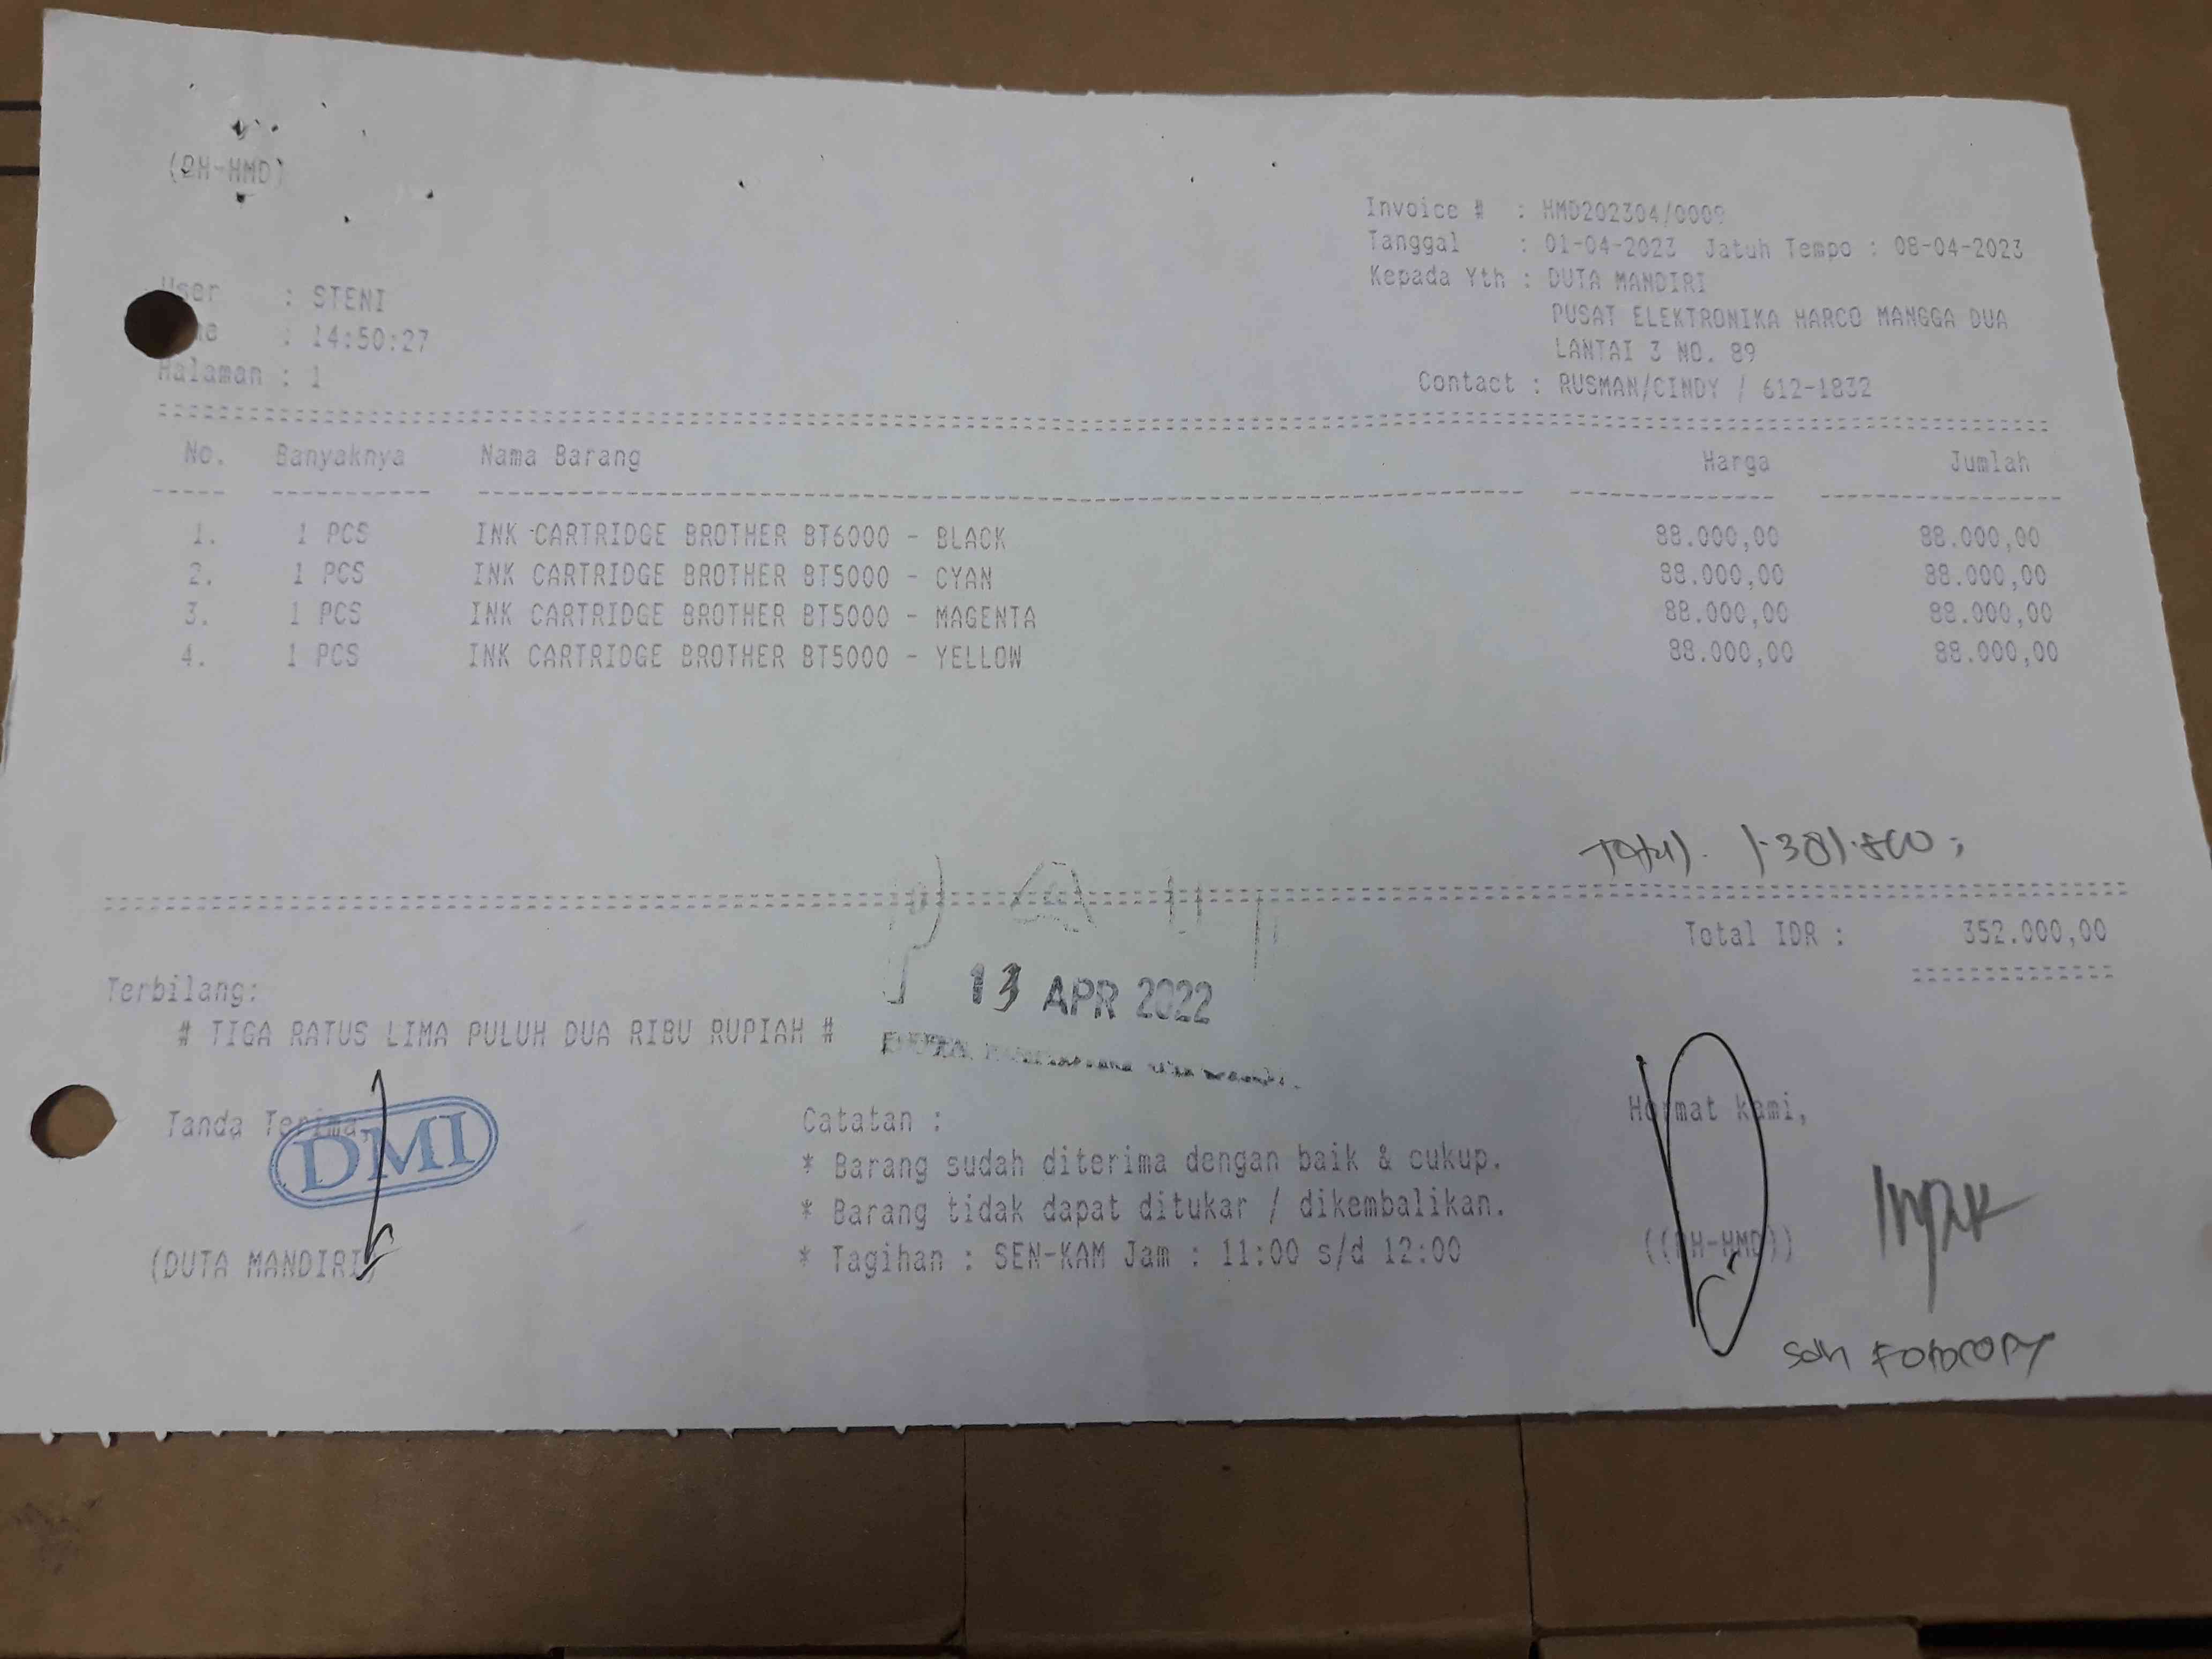 (BH-HMD)
Invoice # : HMD202304/0009
Tanggal : 01-04-2023 Jatuh Tempo : 08-04-2023
Kepada Yth : DUTA MANDIRI
PUSAT ELEKTRONIKA HARCO MANGGA DUA
LANTAI 3 NO. 89
Contact : RUSMAN/CINDY / 612-1832
User : STENI
: 14:50:27
Halaman : 1
No. Banyaknya Nama Barang Harga Jumlah
1. 1 PCS INK CARTRIDGE BROTHER BT6000 - BLACK 88.000,00 88.000,00
2. 1 PCS INK CARTRIDGE BROTHER BT5000 - CYAN 88.000,00 88.000,00
3. 1 PCS INK CARTRIDGE BROTHER BT5000 - MAGENTA 88.000,00 88.000,00
4. 1 PCS INK CARTRIDGE BROTHER BT5000 - YELLOW 88.000,00 88.000,00
Total
Total IDR : 352.000,00
Terbilang:
# TIGA RATUS LIMA PULUH DUA RIBU RUPIAH #
13 APR 2022
Tanda Terima,
DMI
(DUTA MANDIRI)
Catatan :
* Barang sudah diterima dengan baik & cukup.
* Barang tidak dapat ditukar / dikembalikan.
* Tagihan : SEN-KAM Jam : 11:00 s/d 12:00
Hormat kami,
((BH-HMD))
Sdh FOTOCOPY